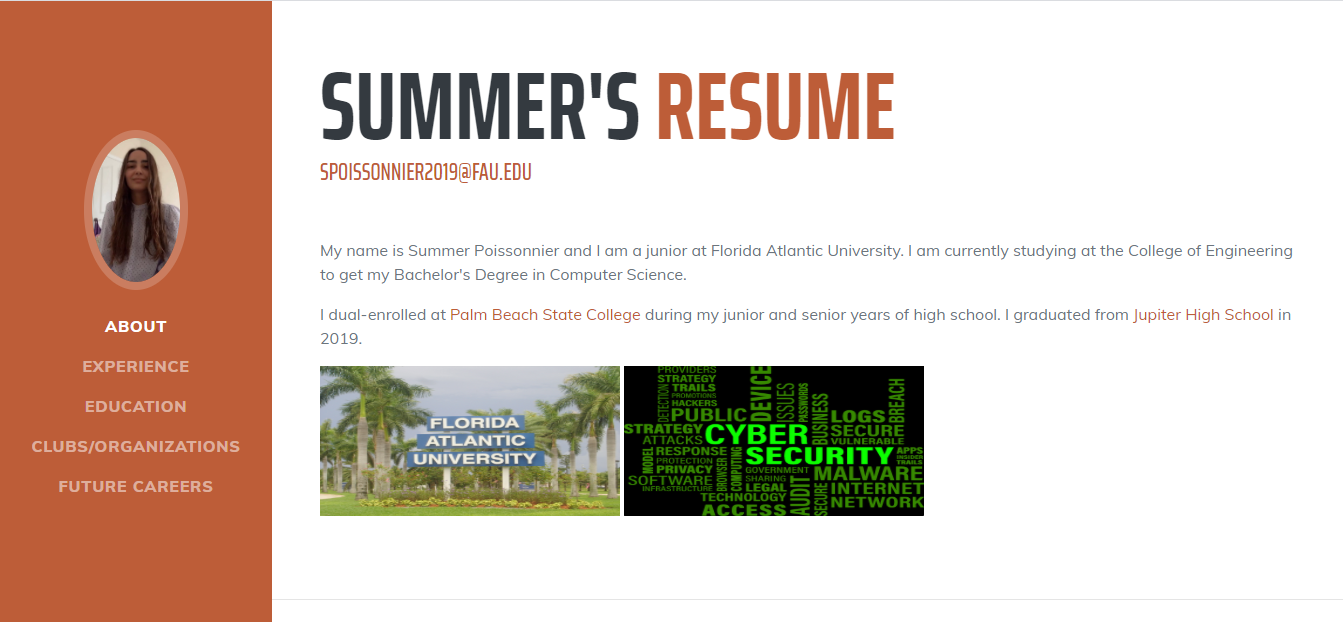 SUMMER'S RESUME
SPOISSONNIER2019@FAU.EDU
ABOUT
EXPERIENCE
EDUCATION
CLUBS/ORGANIZATIONS
FUTURE CAREERS
My name is Summer Poissonnier and I am a junior at Florida Atlantic University. I am currently studying at the College of Engineering
to get my Bachelor's Degree in Computer Science.
I dual-enrolled at Palm Beach State College during my junior and senior years of high school. I graduated from Jupiter High School in
2019.
FLORIDA
ATLANTIC
UNIVERSITY
PROVIDERS
STRATEGY
TRAILS
PROMOTIONS
HACKERS
DETECTION
DEVICE
ISSUES
PASSWORDS
BUSINESS
BREACH
PUBLIC
LOGS
STRATEGY
CYBER
SECURE
ATTACKS
VULNERABLE
MODEL
RESPONSE
SECURITY
APPS
INSIDER
TRAILS
PROTECTION
PRIVACY
BROWSER
COMPUTING
GOVERNMENT
SHARING
MALWARE
SOFTWARE
INFRASTRUCTURE
LEGAL
AUDIT
SECURE
INTERNET
TECHNOLOGY
NETWORK
ACCESS